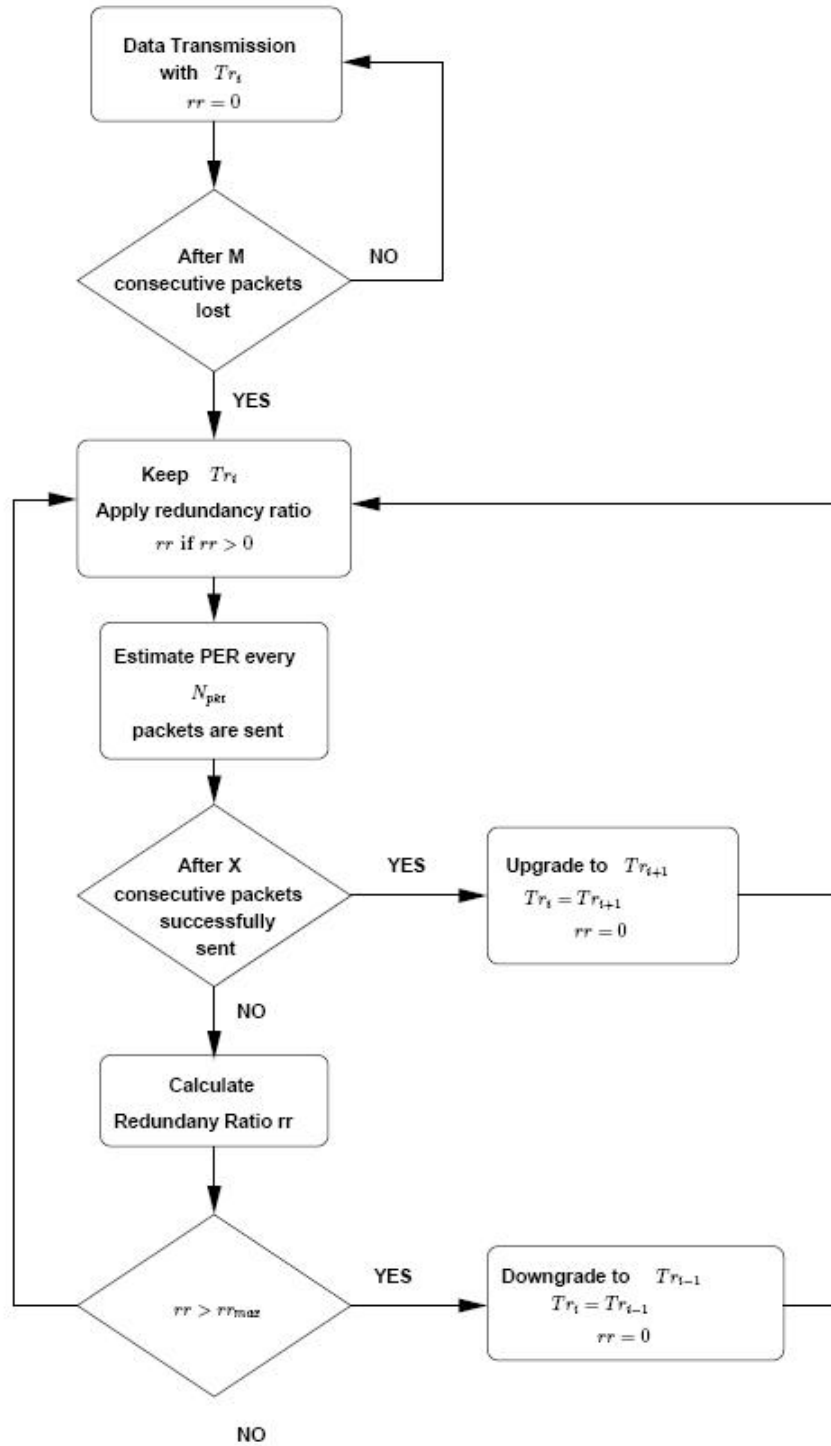 Data Transmission
with Tr_i
rr = 0
After M
consecutive packets
lost
NO
YES
Keep Tr_i
Apply redundancy ratio
rr if rr > 0
Estimate PER every
N_pkt
packets are sent
After X
consecutive packets
successfully
sent
YES
Upgrade to Tr_{i+1}
Tr_i = Tr_{i+1}
rr = 0
NO
Calculate
Redundany Ratio rr
rr > rr_max
YES
Downgrade to Tr_{i-1}
Tr_i = Tr_{i-1}
rr = 0
NO